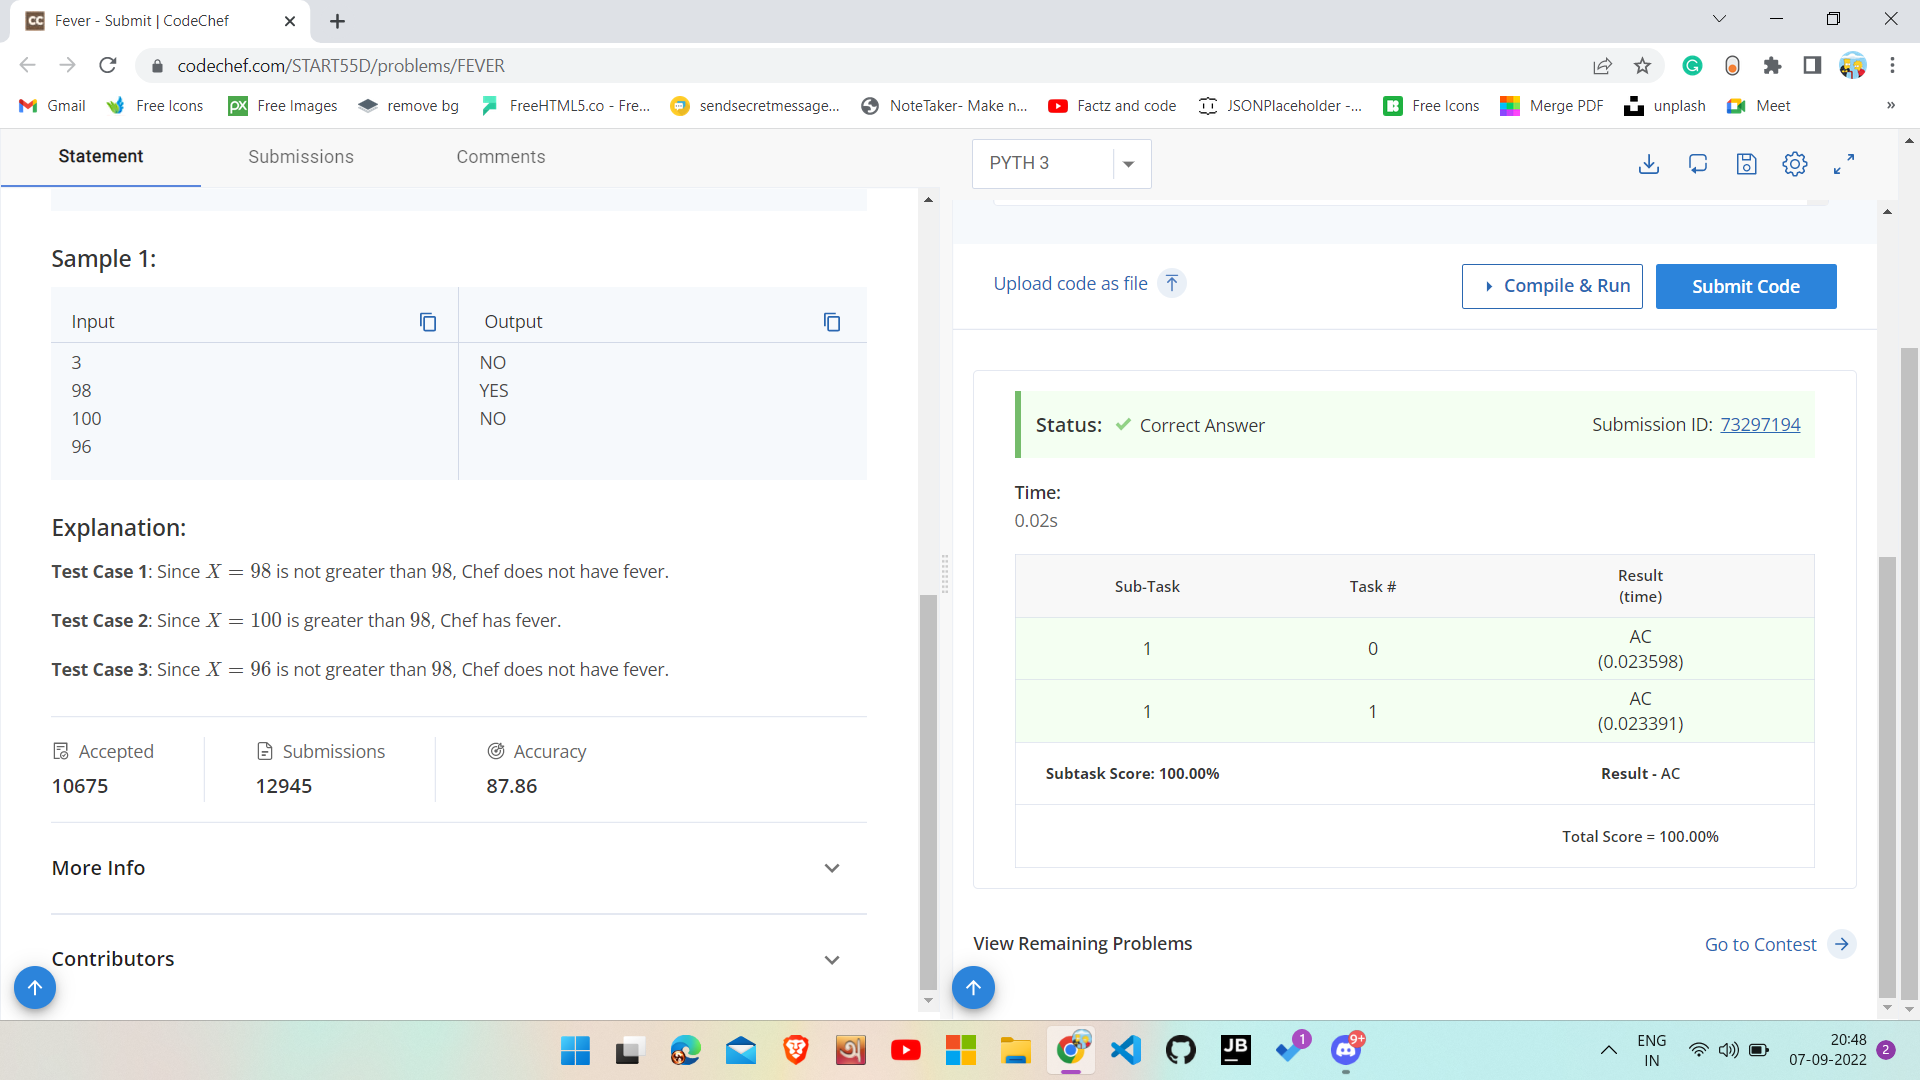 Fever - Submit | CodeChef
codechef.com/START55D/problems/FEVER
Gmail
Free Icons
Free Images
remove bg
FreeHTML5.co - Fre...
sendsecretmessage...
NoteTaker- Make n...
Factz and code
JSONPlaceholder -...
Free Icons
Merge PDF
unplash
Meet
»
Statement
Submissions
Comments
Sample 1:
Input
Output
3
NO
98
YES
100
NO
96
Explanation:
Test Case 1: Since X = 98 is not greater than 98, Chef does not have fever.
Test Case 2: Since X = 100 is greater than 98, Chef has fever.
Test Case 3: Since X = 96 is not greater than 98, Chef does not have fever.
Accepted
10675
Submissions
12945
Accuracy
87.86
More Info
Contributors
PYTH 3
Upload code as file
Compile & Run
Submit Code
Status: Correct Answer
Submission ID: 73297194
Time:
0.02s
Sub-Task
Task #
Result
(time)
1
0
AC
(0.023598)
1
1
AC
(0.023391)
Subtask Score: 100.00%
Result - AC
Total Score = 100.00%
View Remaining Problems
Go to Contest
JB
1
9+
ENG
IN
20:48
07-09-2022
2